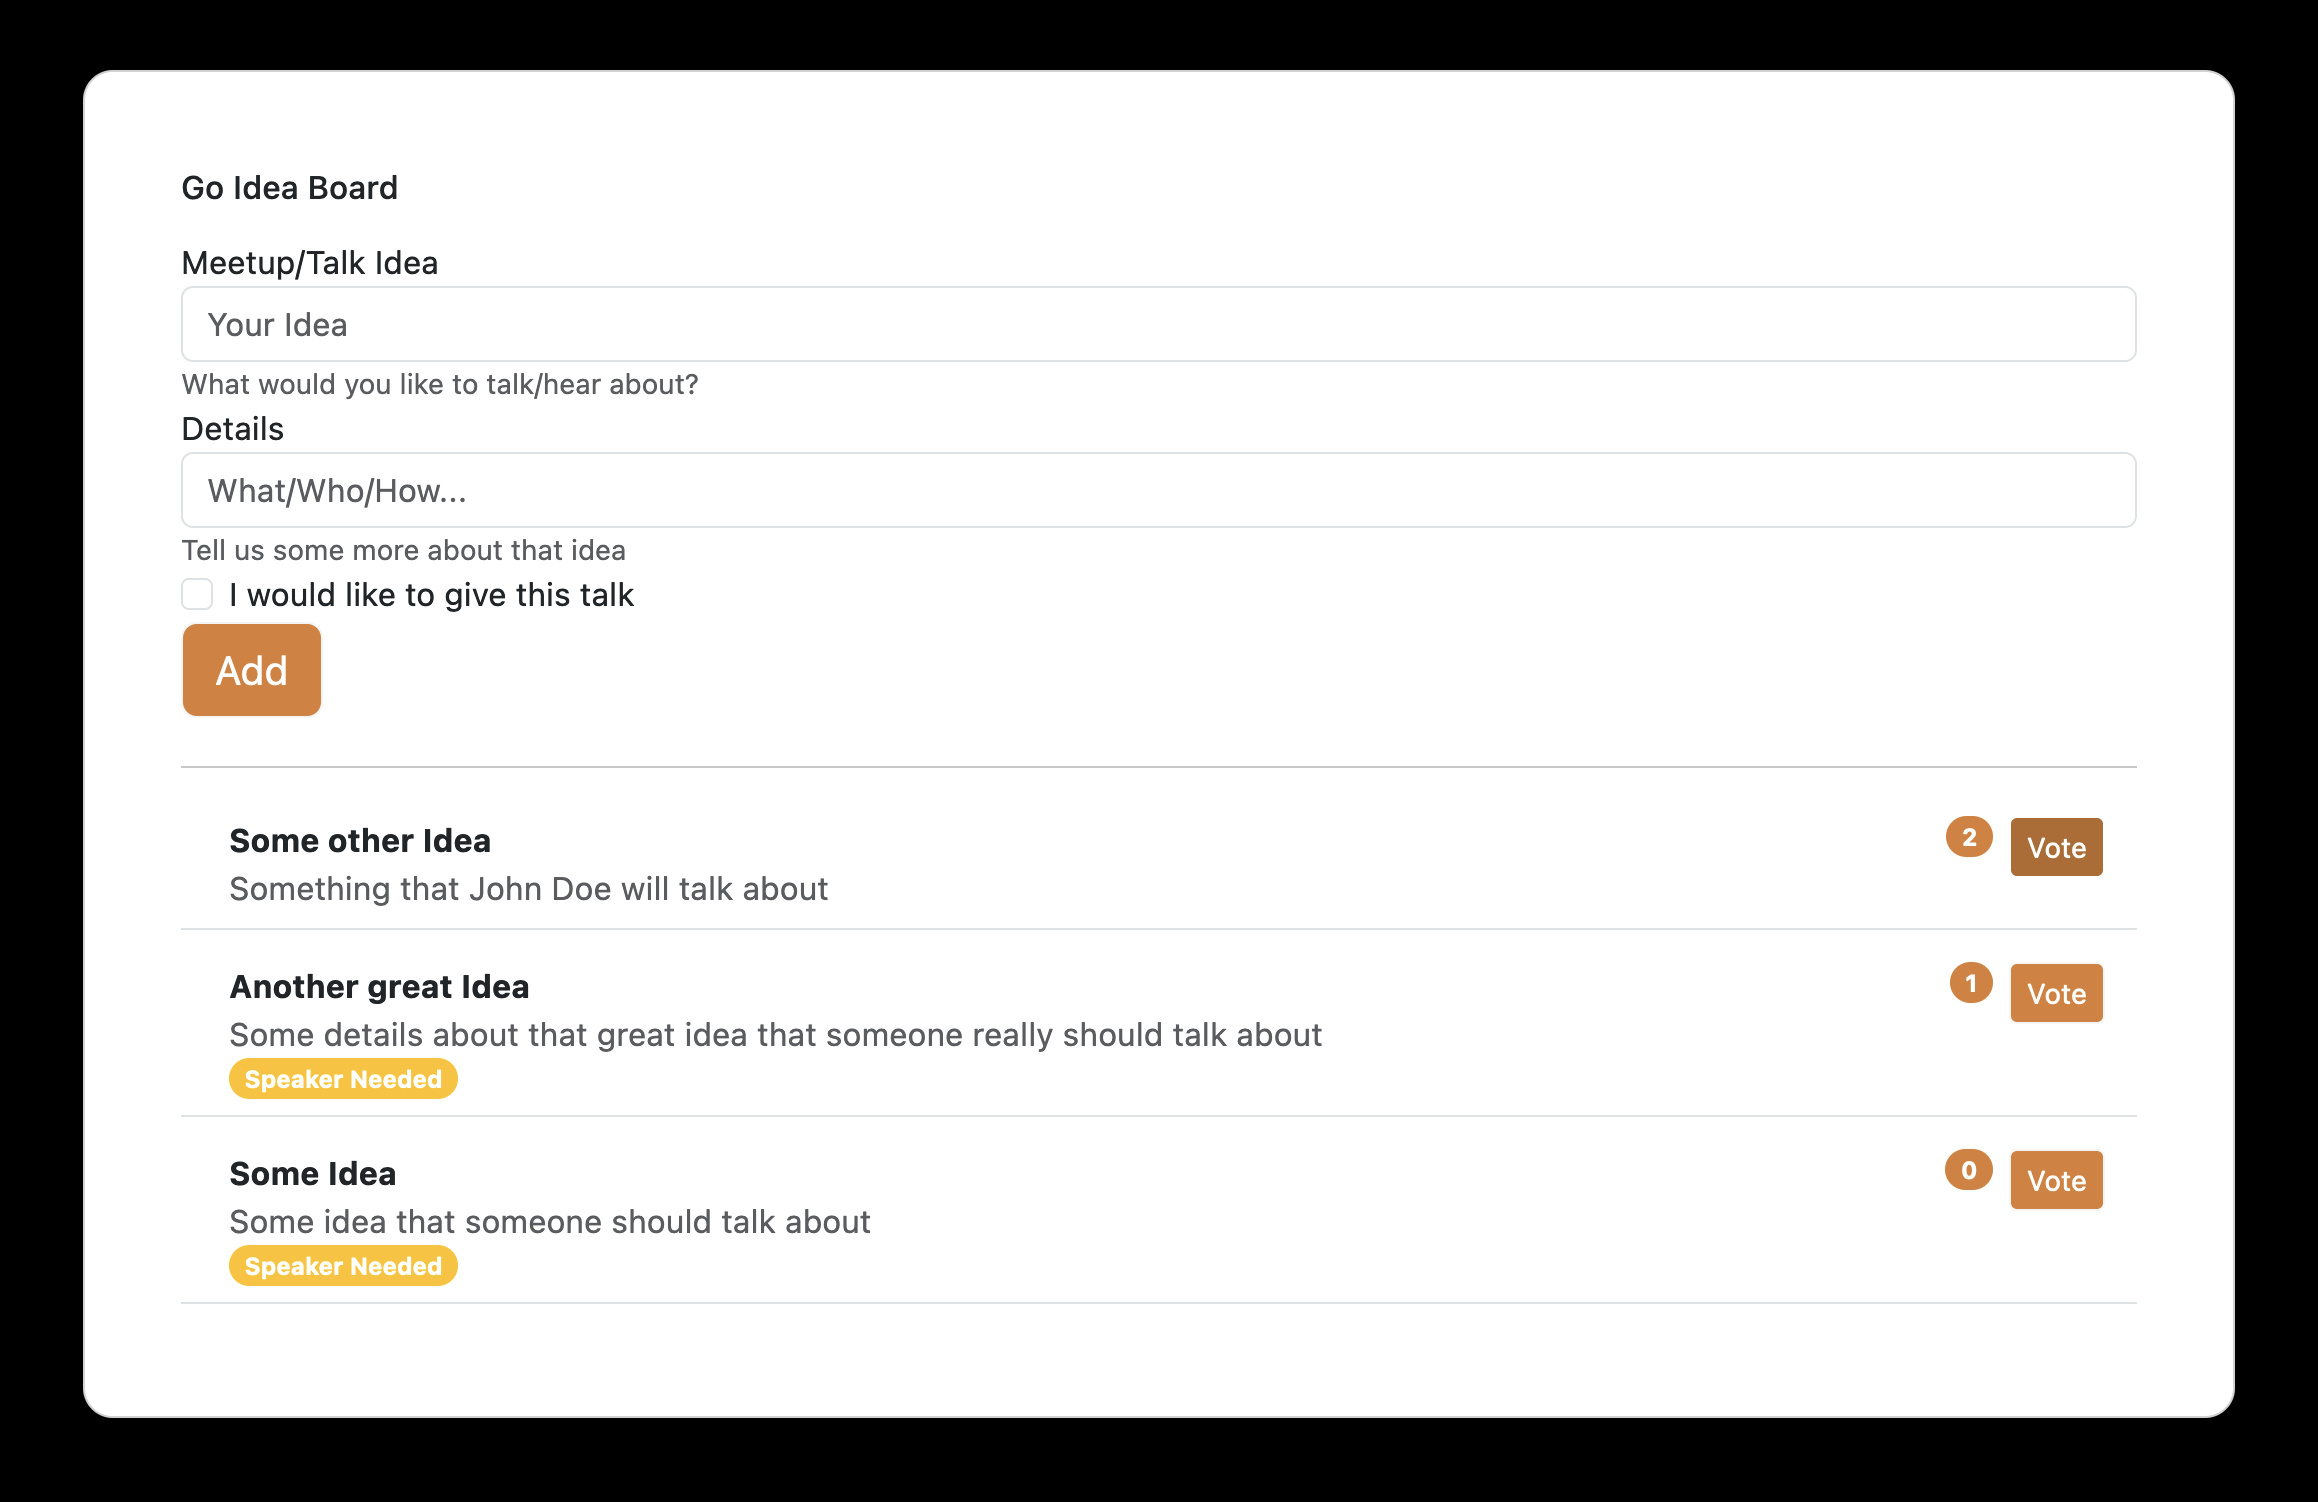 Go Idea Board
Meetup/Talk Idea
Your Idea
What would you like to talk/hear about?
Details
What/Who/How...
Tell us some more about that idea
I would like to give this talk
Add
Some other Idea
2
Vote
Something that John Doe will talk about
Another great Idea
1
Vote
Some details about that great idea that someone really should talk about
Speaker Needed
Some Idea
0
Vote
Some idea that someone should talk about
Speaker Needed